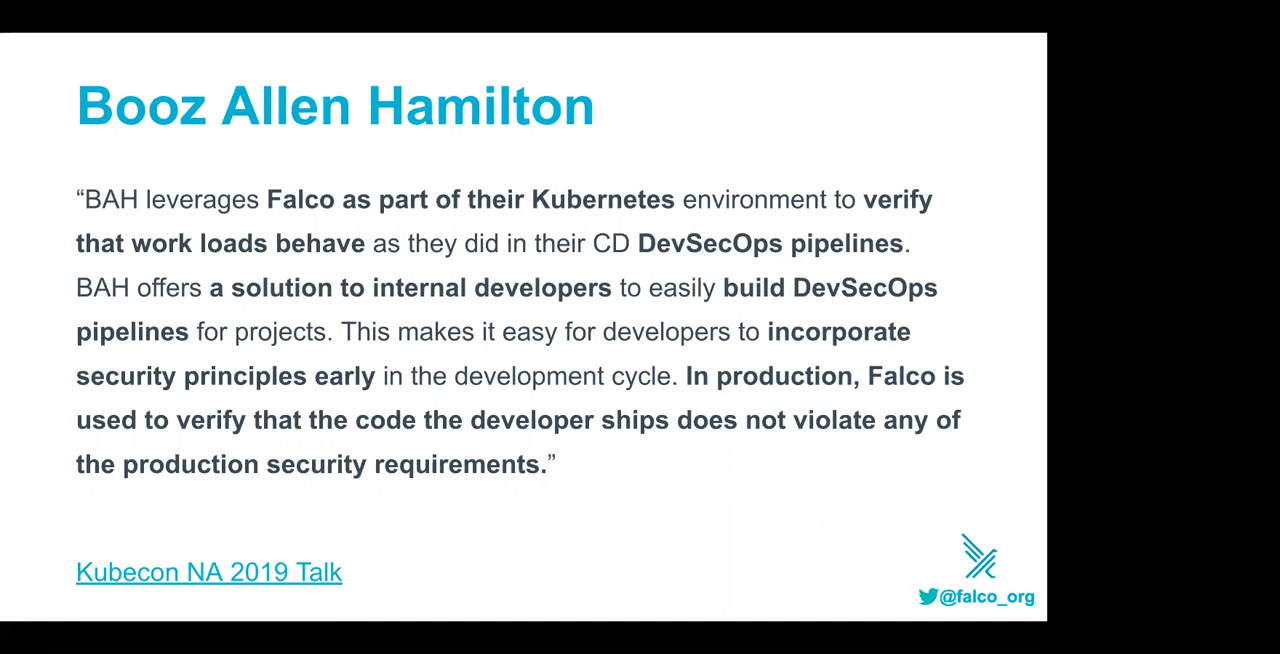 Booz Allen Hamilton
“BAH leverages Falco as part of their Kubernetes environment to verify
that work loads behave as they did in their CD DevSecOps pipelines.
BAH offers a solution to internal developers to easily build DevSecOps
pipelines for projects. This makes it easy for developers to incorporate
security principles early in the development cycle. In production, Falco is
used to verify that the code the developer ships does not violate any of
the production security requirements.”
Kubecon NA 2019 Talk
@falco_org